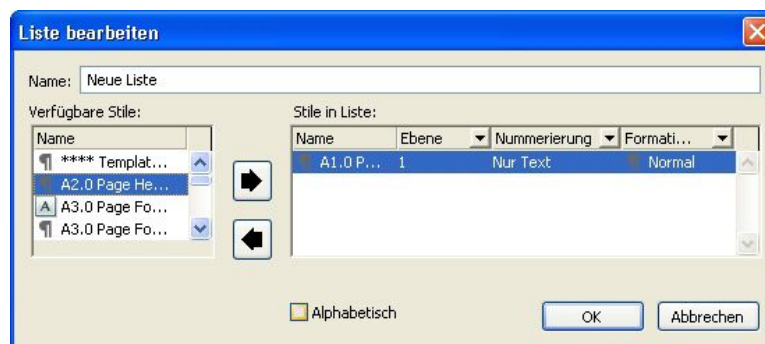 Liste bearbeiten
Name: Neue Liste
Verfügbare Stile:
Stile in Liste:
Name
Name Ebene Nummerierung Formati...
¶ **** Templat...
¶ A2.0 Page He...
A A3.0 Page Fo...
¶ A3.0 Page Fo...
¶ A1.0 P... 1 Nur Text ¶ Normal
Alphabetisch
OK
Abbrechen